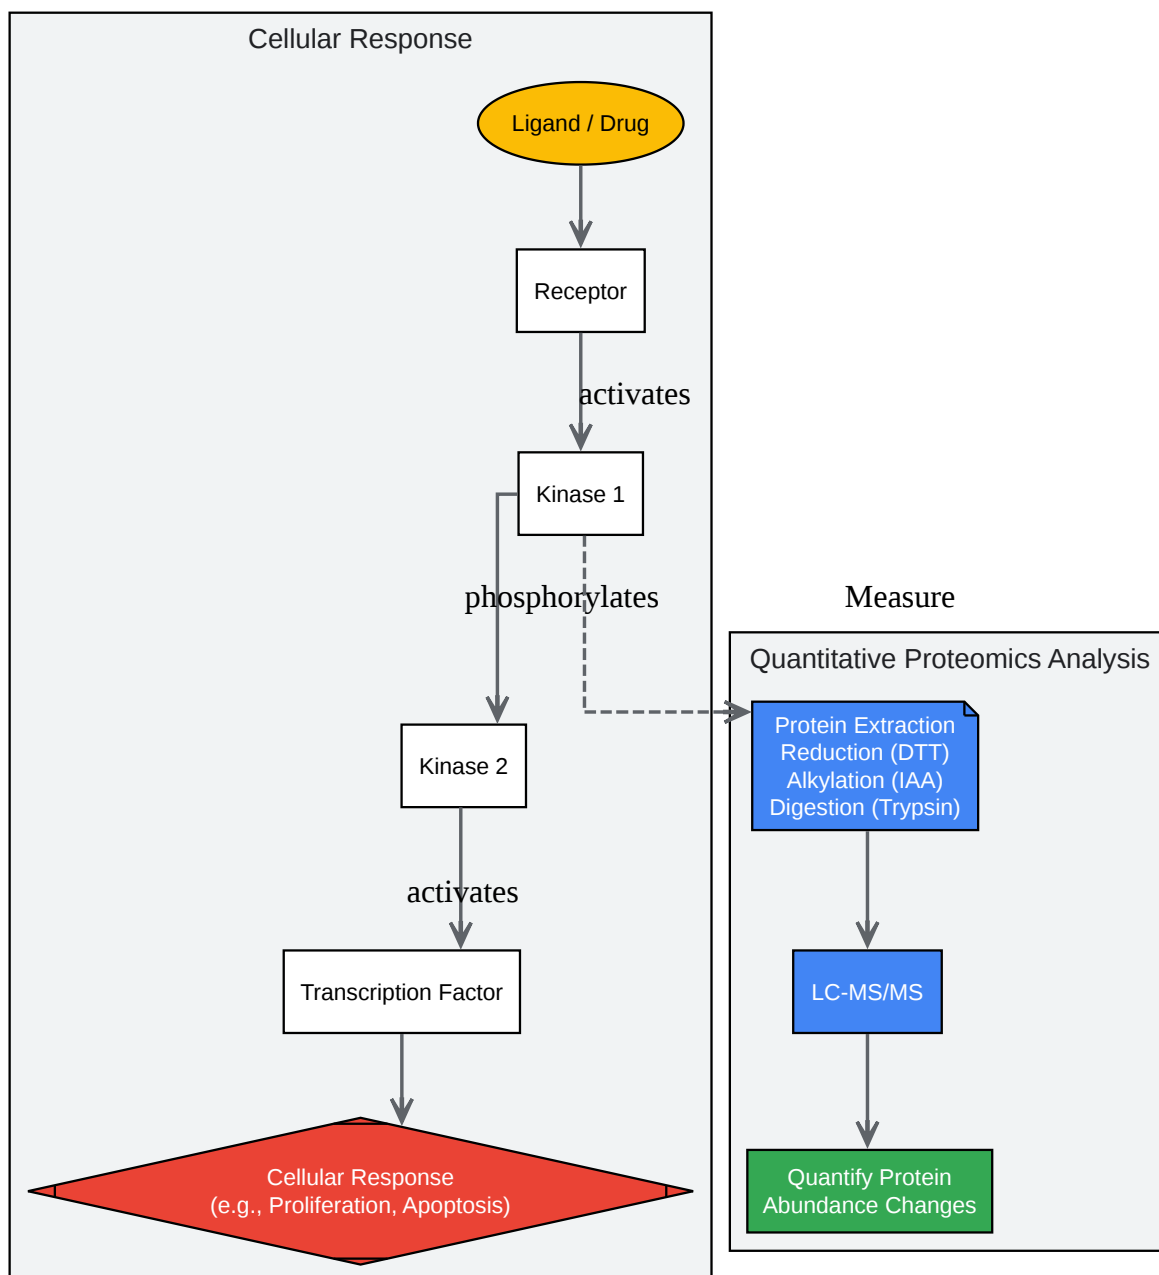 Cellular Response
Ligand / Drug
Receptor
activates
Kinase 1
phosphorylates
Measure
Quantitative Proteomics Analysis
Protein Extraction
Reduction (DTT)
Alkylation (IAA)
Digestion (Trypsin)
Kinase 2
activates
LC-MS/MS
Transcription Factor
Cellular Response
(e.g., Proliferation, Apoptosis)
Quantify Protein
Abundance Changes